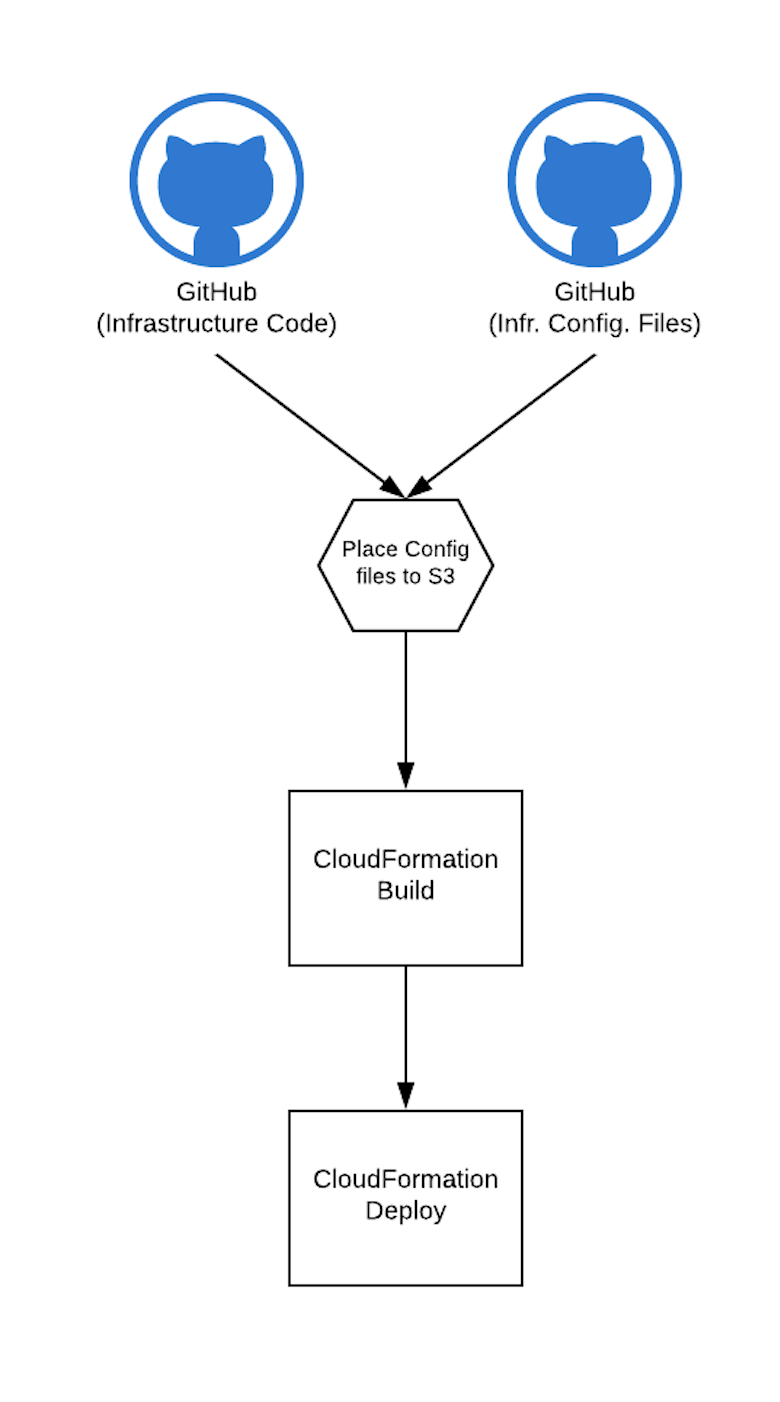 GitHub
(Infrastructure Code)
GitHub
(Infr. Config. Files)
Place Config
files to S3
CloudFormation
Build
CloudFormation
Deploy